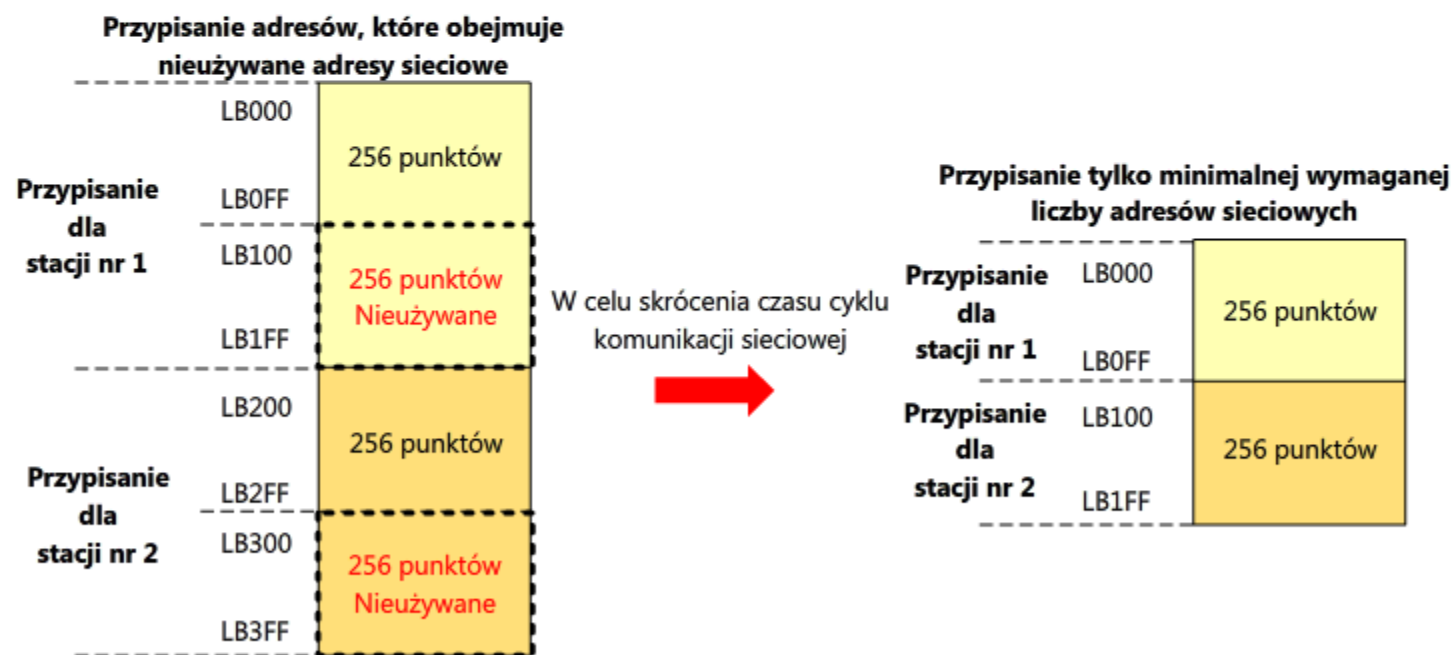 Przypisanie adresów, które obejmuje
nieużywane adresy sieciowe
LB000
256 punktów
LB0FF
Przypisanie
dla
stacji nr 1
LB100
256 punktów
Nieużywane
LB1FF
LB200
256 punktów
LB2FF
Przypisanie
dla
stacji nr 2
LB300
256 punktów
Nieużywane
LB3FF
W celu skrócenia czasu cyklu
komunikacji sieciowej
Przypisanie tylko minimalnej wymaganej
liczby adresów sieciowych
Przypisanie
dla
stacji nr 1
LB000
256 punktów
LB0FF
Przypisanie
dla
stacji nr 2
LB100
256 punktów
LB1FF